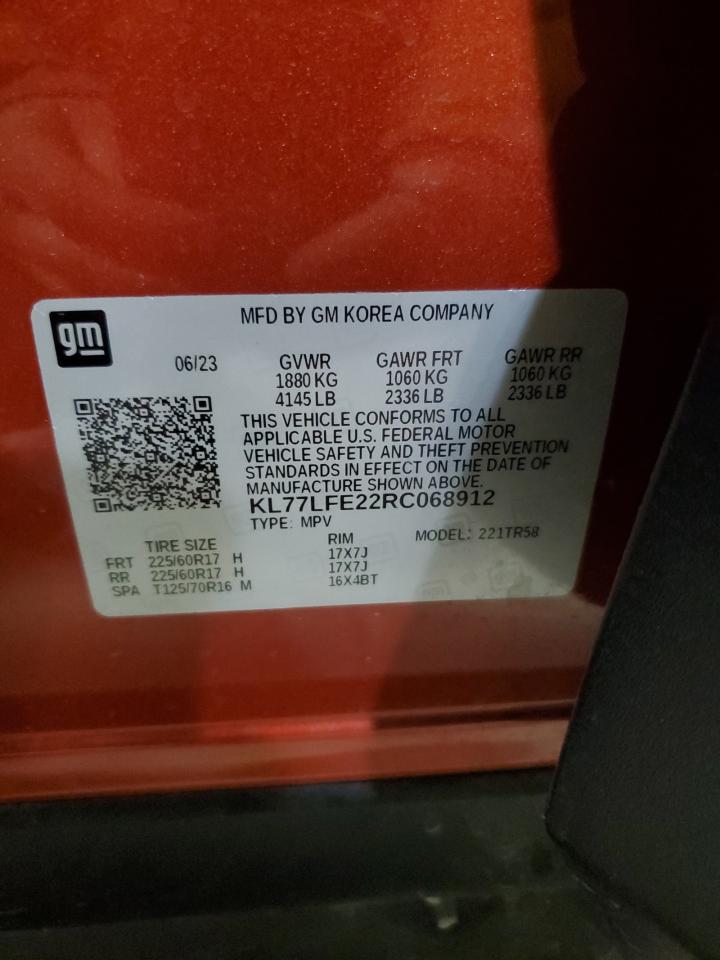 gm
MFD BY GM KOREA COMPANY
06/23 GVWR GAWR FRT GAWR RR
1880 KG 1060 KG 1060 KG
4145 LB 2336 LB 2336 LB
THIS VEHICLE CONFORMS TO ALL
APPLICABLE U.S. FEDERAL MOTOR
VEHICLE SAFETY AND THEFT PREVENTION
STANDARDS IN EFFECT ON THE DATE OF
MANUFACTURE SHOWN ABOVE.
KL77LFE22RC068912
TYPE: MPV MODEL: 221TR58
TIRE SIZE RIM
FRT 225/60R17 H 17X7J
RR 225/60R17 H 17X7J
SPA T125/70R16 M 16X4BT